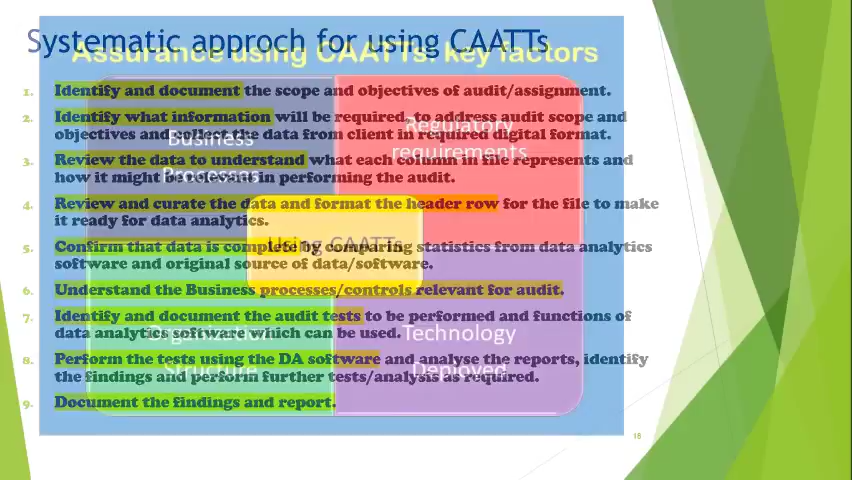 Systematic approch for using CAATTs
Assurance using CAATTs: key factors
1. Identify and document the scope and objectives of audit/assignment.
2. Identify what information will be required, to address audit scope and
objectives and collect the data from client in required digital format.
3. Review the data to understand what each column in file represents and
how it might be relevant in performing the audit.
4. Review and curate the data and format the header row for the file to make
it ready for data analytics.
5. Confirm that data is complete by comparing statistics from data analytics
software and original source of data/software.
6. Understand the Business processes/controls relevant for audit.
7. Identify and document the audit tests to be performed and functions of
data analytics software which can be used.
8. Perform the tests using the DA software and analyse the reports, identify
the findings and perform further tests/analysis as required.
9. Document the findings and report.
Business
Processes
Regulatory
requirements
Using CAATTs
Organization
Structure
Technology
Deployed
18